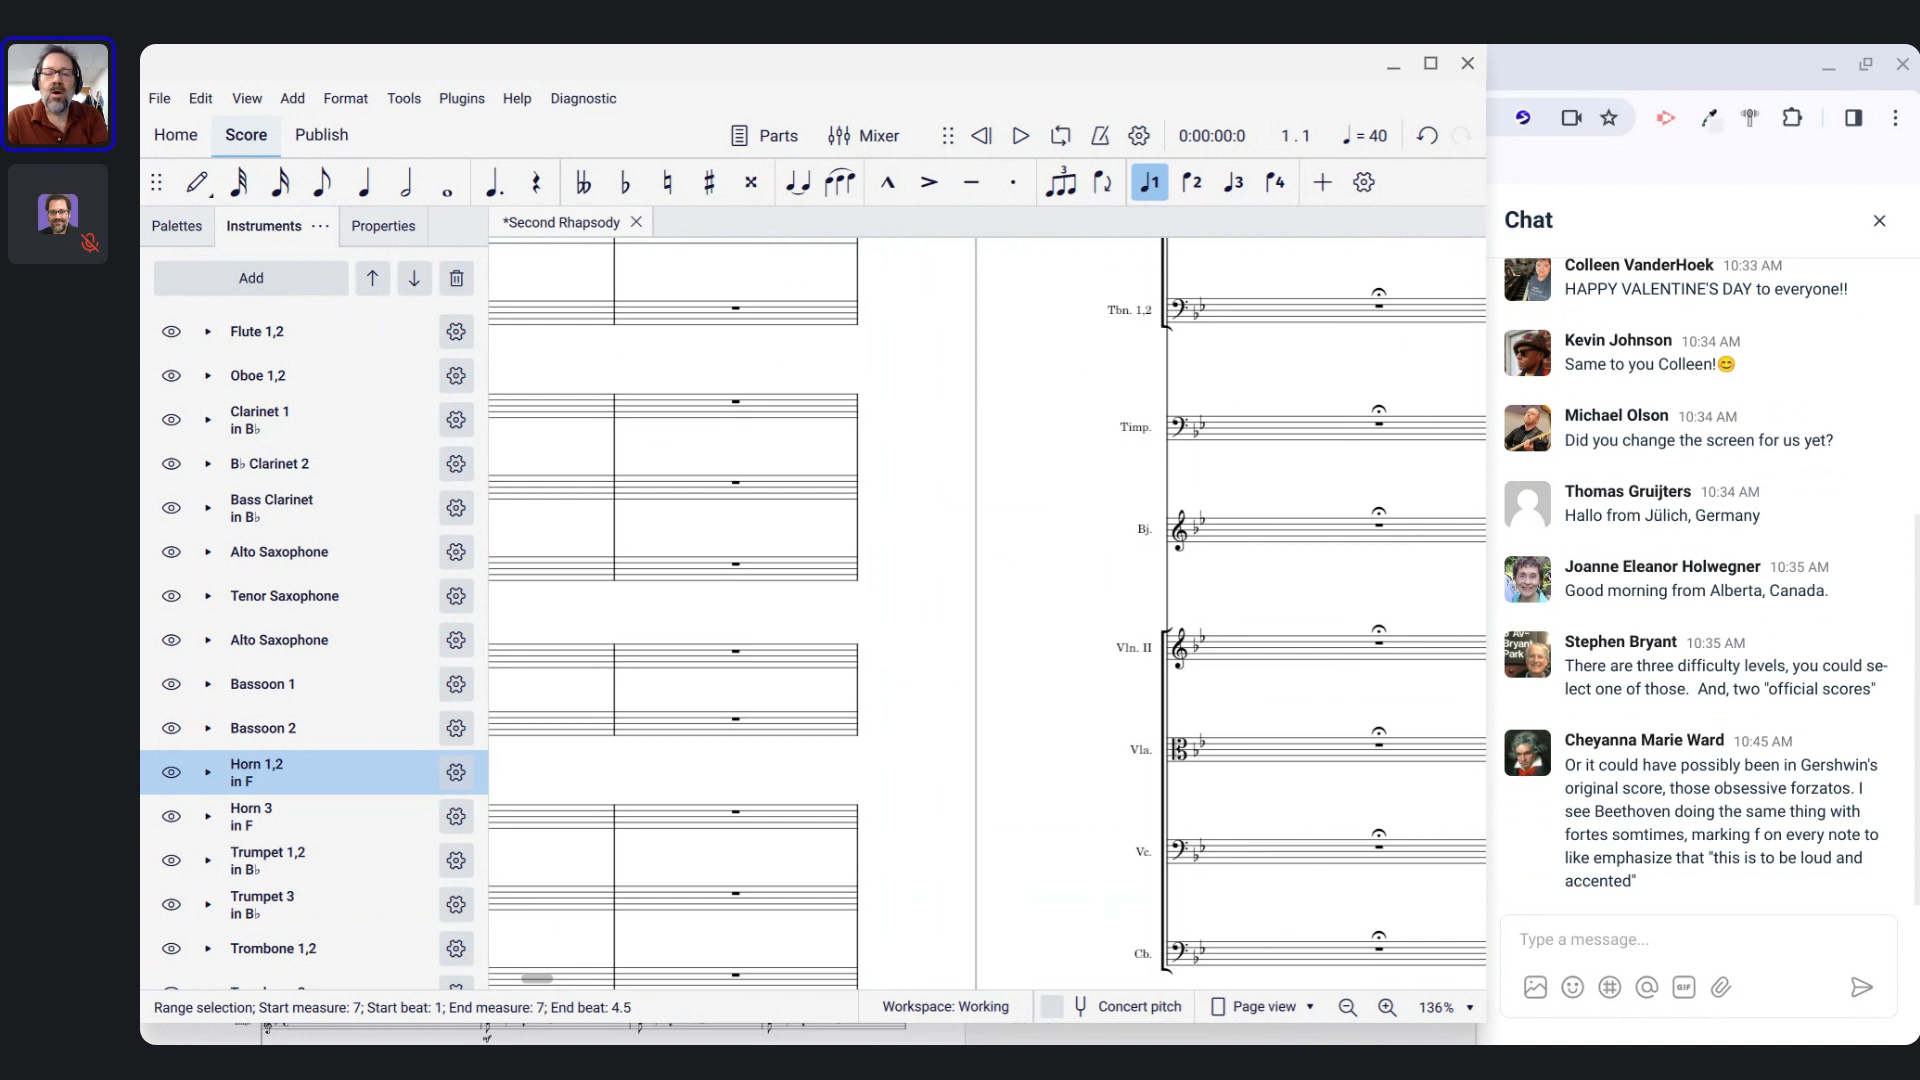 File Edit View Add Format Tools Plugins Help Diagnostic
Home Score Publish Parts Mixer 0:00:00:0 1 . 1 = 40
3
1 2 3 4
Palettes Instruments ··· Properties
*Second Rhapsody
Add
Flute 1,2
Oboe 1,2
Clarinet 1
in B♭
B♭ Clarinet 2
Bass Clarinet
in B♭
Alto Saxophone
Tenor Saxophone
Alto Saxophone
Bassoon 1
Bassoon 2
Horn 1,2
in F
Horn 3
in F
Trumpet 1,2
in B♭
Trumpet 3
in B♭
Trombone 1,2
Tbn. 1,2
Timp.
Bj.
Vln. II
Vla.
Vc.
Cb.
Range selection; Start measure: 7; Start beat: 1; End measure: 7; End beat: 4.5
Workspace: Working Concert pitch Page view 136%
Chat
Colleen VanderHoek 10:33 AM
HAPPY VALENTINE'S DAY to everyone!!
Kevin Johnson 10:34 AM
Same to you Colleen!😊
Michael Olson 10:34 AM
Did you change the screen for us yet?
Thomas Gruijters 10:34 AM
Hallo from Jülich, Germany
Joanne Eleanor Holwegner 10:35 AM
Good morning from Alberta, Canada.
Stephen Bryant 10:35 AM
There are three difficulty levels, you could se-
lect one of those. And, two "official scores"
Cheyanna Marie Ward 10:45 AM
Or it could have possibly been in Gershwin's
original score, those obsessive forzatos. I
see Beethoven doing the same thing with
fortes somtimes, marking f on every note to
like emphasize that "this is to be loud and
accented"
Type a message...
GIF